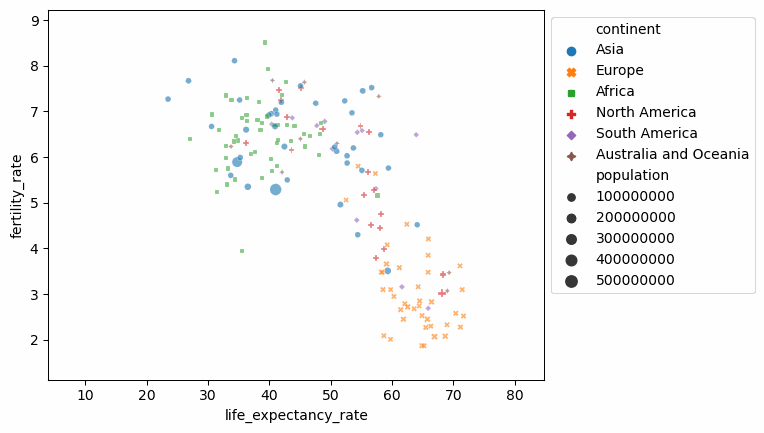 9
8
7
6
5
4
3
2
fertility_rate
10 20 30 40 50 60 70 80
life_expectancy_rate
continent
Asia
Europe
Africa
North America
South America
Australia and Oceania
population
100000000
200000000
300000000
400000000
500000000